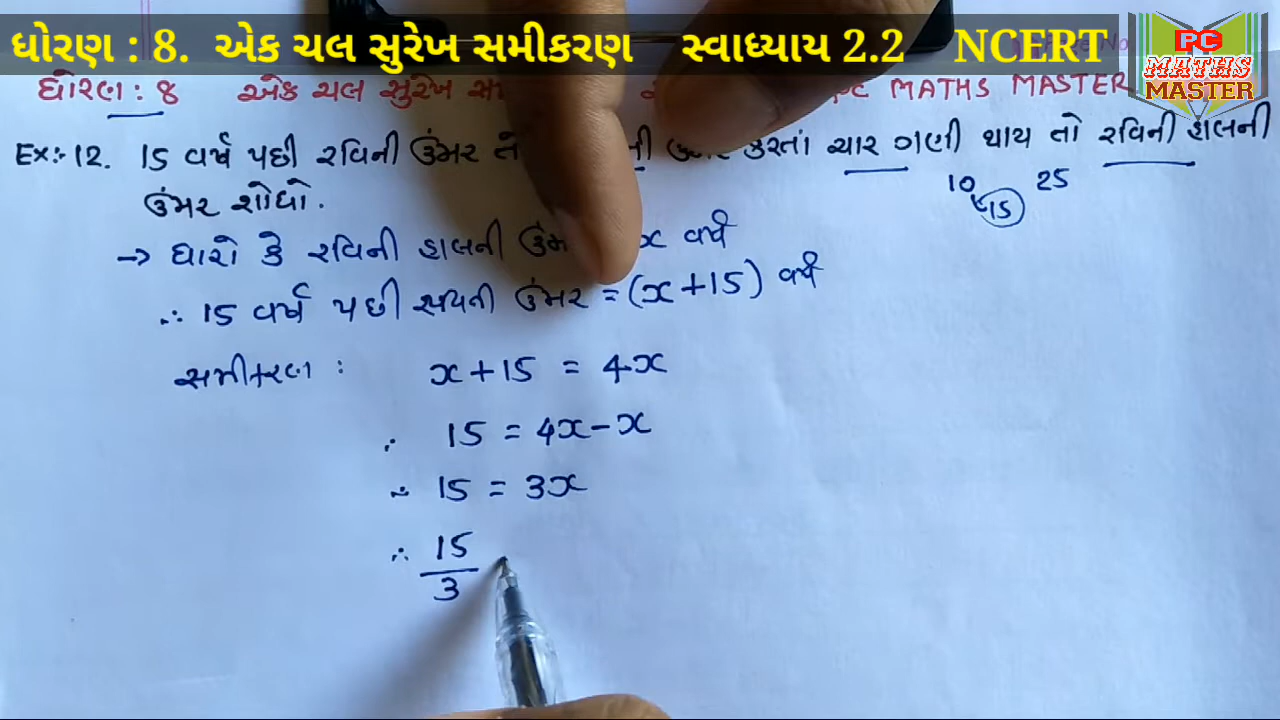 ધોરણ : 8. એક ચલ સુરેખ સમીકરણ સ્વાધ્યાય 2.2 NCERT
PC
MATHS
MASTER
ધોરણ : 8 એક ચલ સુરેખ MATHS MASTER
Ex:- 12. 15 વર્ષ પછી રવિની ઉંમર કરતાં ચાર ગણી થાય તો રવિની હાલની
ઉંમર શોધો.
10 25
15
→ ધારો કે રવિની હાલની x વર્ષ
∴ 15 વર્ષ પછી ઉંમર = (x + 15) વર્ષ
સમીકરણ : x + 15 = 4x
∴ 15 = 4x - x
∴ 15 = 3x
∴ 15
3